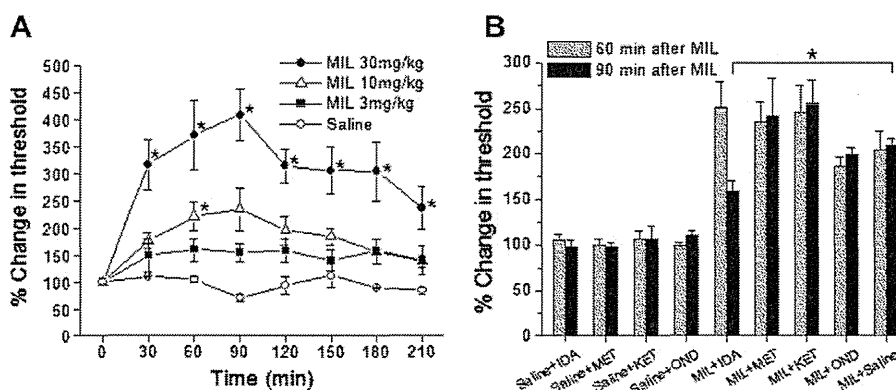 A
% Change in threshold
500
450
400
350
300
250
200
150
100
50
0
MIL 30mg/kg
MIL 10mg/kg
MIL 3mg/kg
Saline
*
*
*
*
*
*
*
0
30
60
90
120
150
180
210
Time (min)
B
% Change in threshold
300
250
200
150
100
50
0
60 min after MIL
90 min after MIL
*
Saline+IDA
Saline+MET
Saline+KET
Saline+OND
MIL+IDA
MIL+MET
MIL+KET
MIL+OND
MIL+Saline